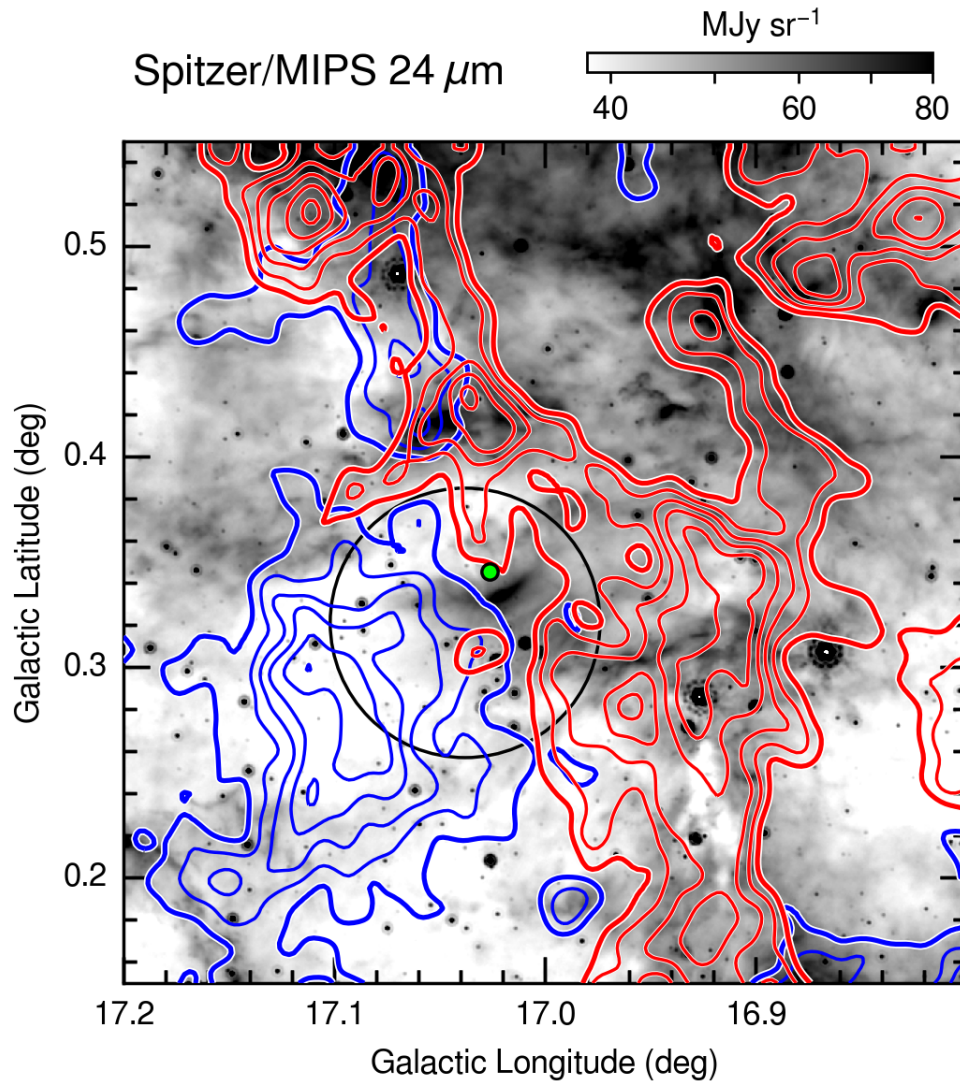 MJy sr⁻¹
Spitzer/MIPS 24 μm
40 60 80
0.5
0.4
0.3
0.2
Galactic Latitude (deg)
17.2 17.1 17.0 16.9
Galactic Longitude (deg)